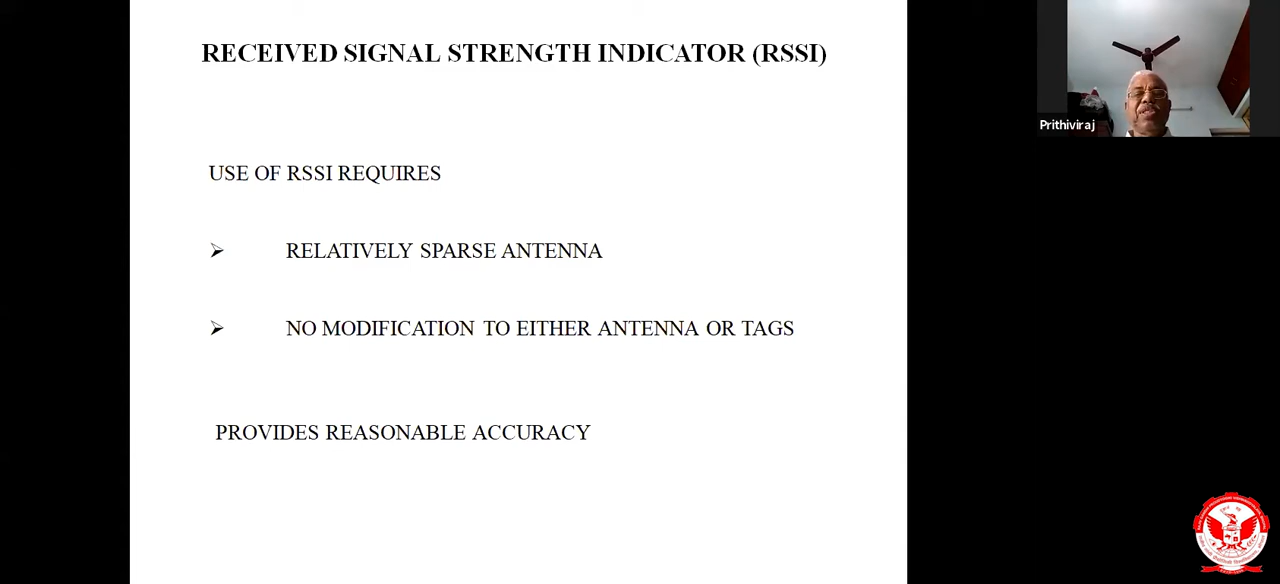 RECEIVED SIGNAL STRENGTH INDICATOR (RSSI)
Prithiviraj
USE OF RSSI REQUIRES
RELATIVELY SPARSE ANTENNA
NO MODIFICATION TO EITHER ANTENNA OR TAGS
PROVIDES REASONABLE ACCURACY